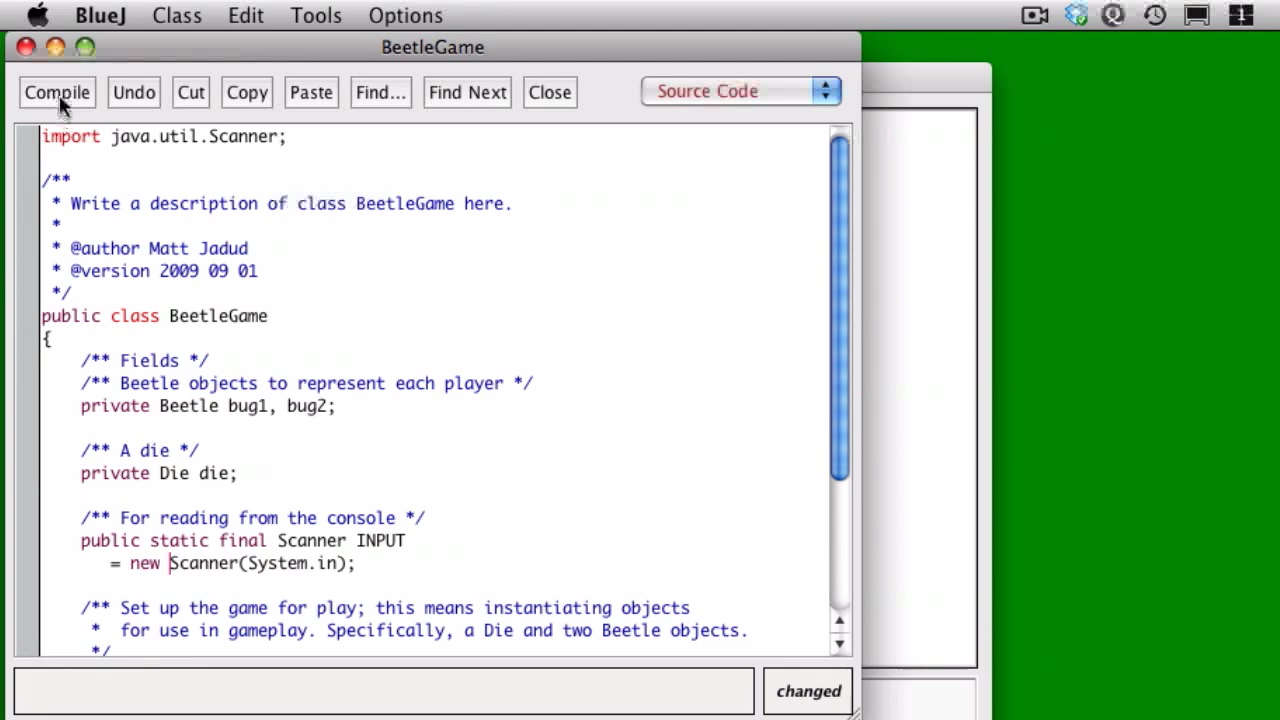 BlueJ Class Edit Tools Options
BeetleGame
Compile Undo Cut Copy Paste Find... Find Next Close Source Code
import java.util.Scanner;
/**
* Write a description of class BeetleGame here.
*
* @author Matt Jadud
* @version 2009 09 01
*/
public class BeetleGame
{
/** Fields */
/** Beetle objects to represent each player */
private Beetle bug1, bug2;
/** A die */
private Die die;
/** For reading from the console */
public static final Scanner INPUT
= new Scanner(System.in);
/** Set up the game for play; this means instantiating objects
* for use in gameplay. Specifically, a Die and two Beetle objects.
*/
changed